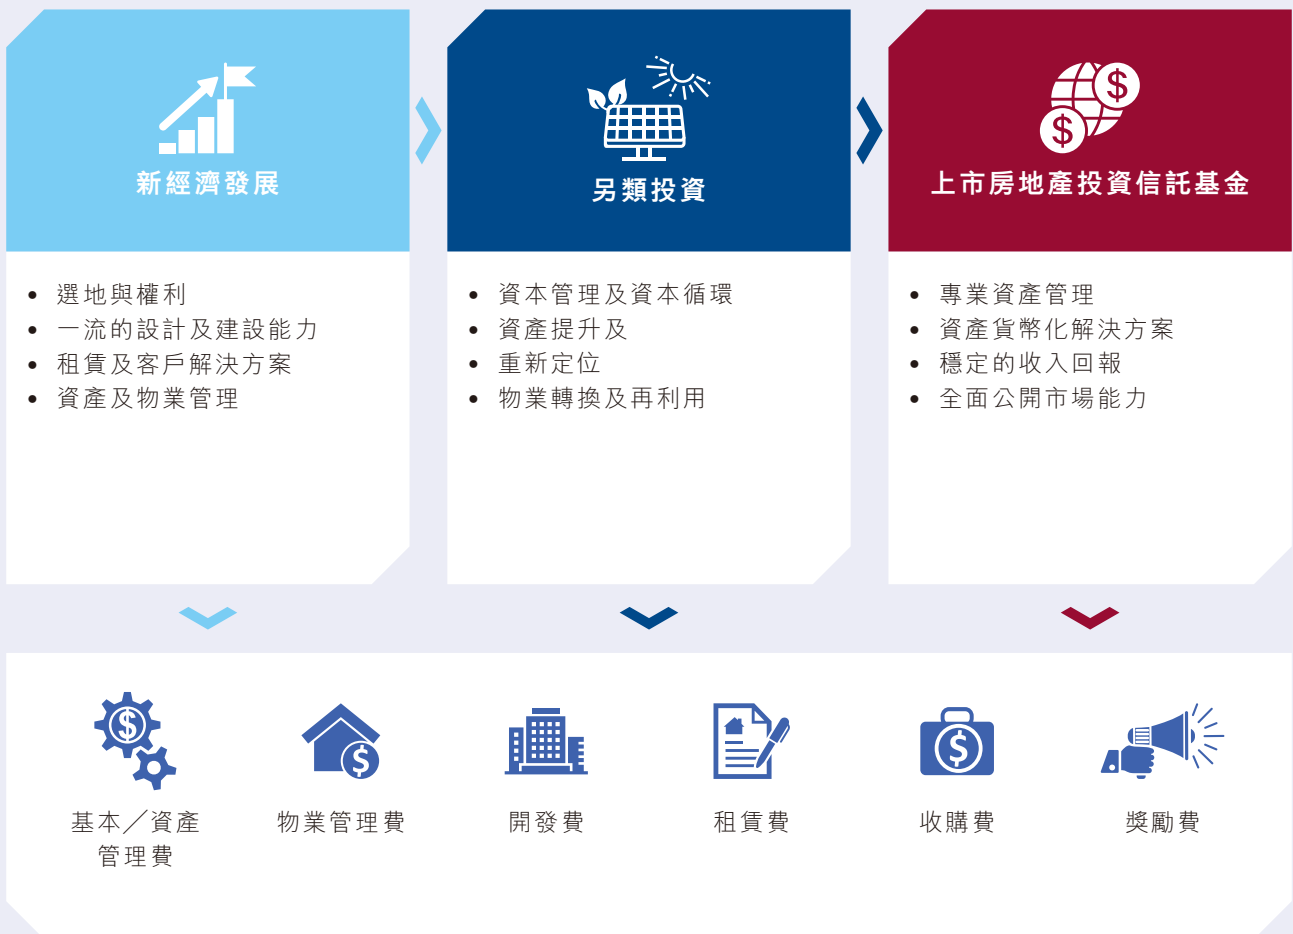 新經濟發展
選地與權利
一流的設計及建設能力
租賃及客戶解決方案
資產及物業管理
另類投資
資本管理及資本循環
資產提升及
重新定位
物業轉換及再利用
上市房地產投資信託基金
專業資產管理
資產貨幣化解決方案
穩定的收入回報
全面公開市場能力
基本／資產
管理費
物業管理費
開發費
租賃費
收購費
獎勵費